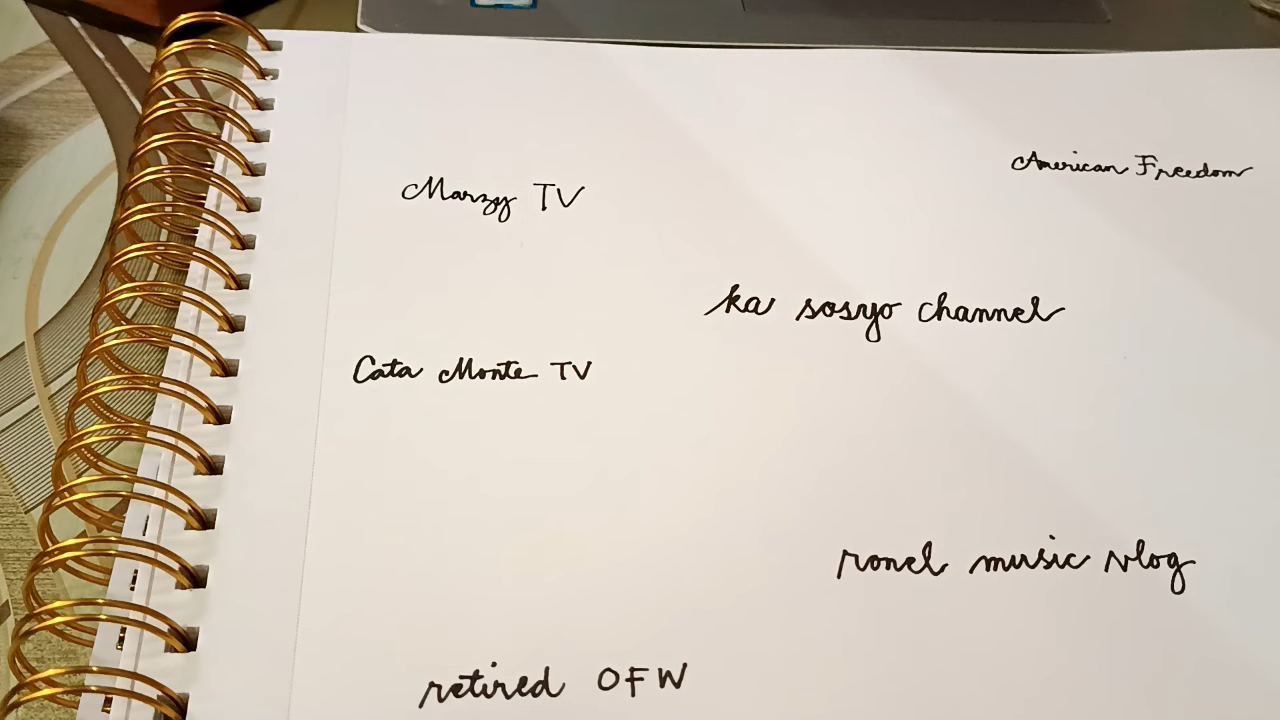 American Freedom
Marzy TV
ka sosyo channel
Cata Monte TV
ronel music vlog
retired OFW